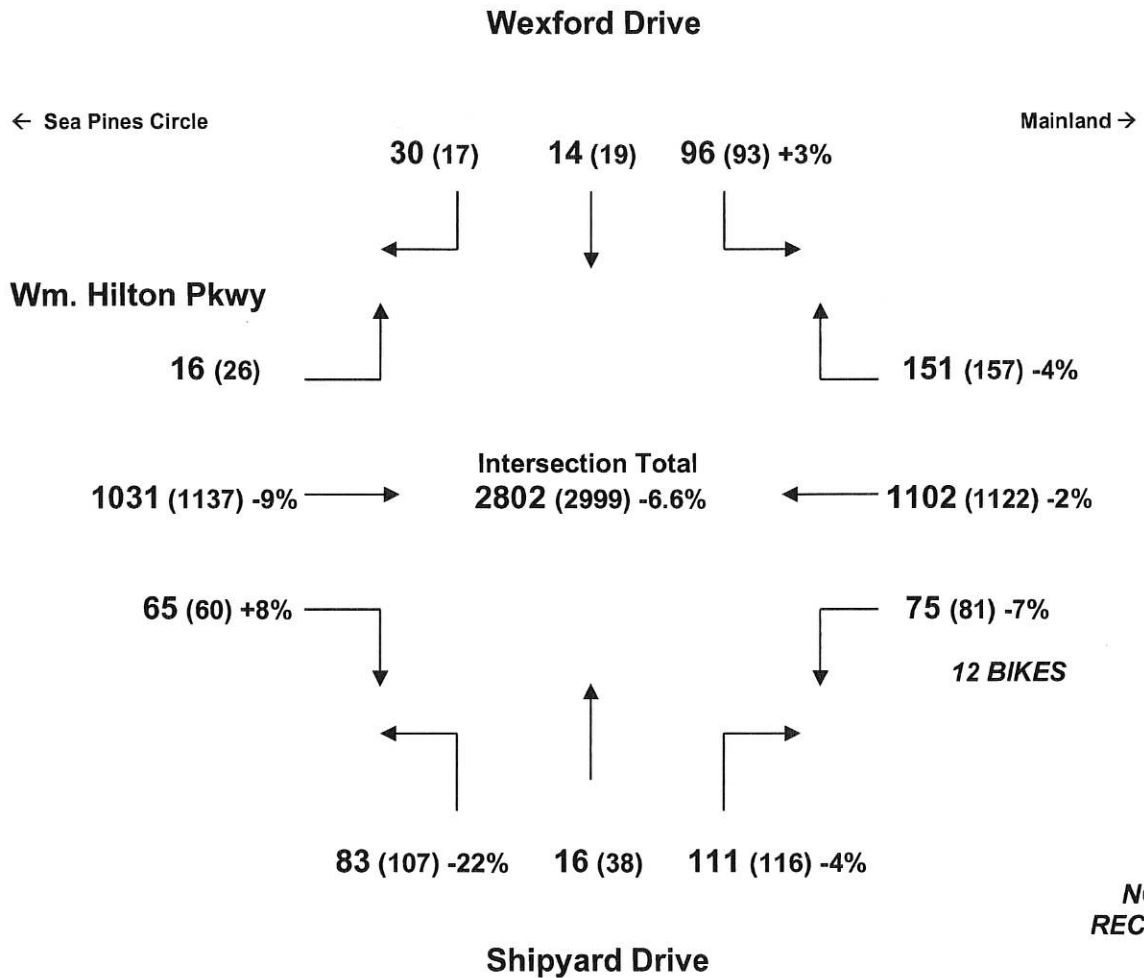 Wexford Drive
← Sea Pines Circle
Mainland →
30 (17)
14 (19)
96 (93) +3%
Wm. Hilton Pkwy
16 (26)
151 (157) -4%
Intersection Total
1031 (1137) -9%
2802 (2999) -6.6%
1102 (1122) -2%
65 (60) +8%
75 (81) -7%
12 BIKES
83 (107) -22%
16 (38)
111 (116) -4%
Shipyard Drive